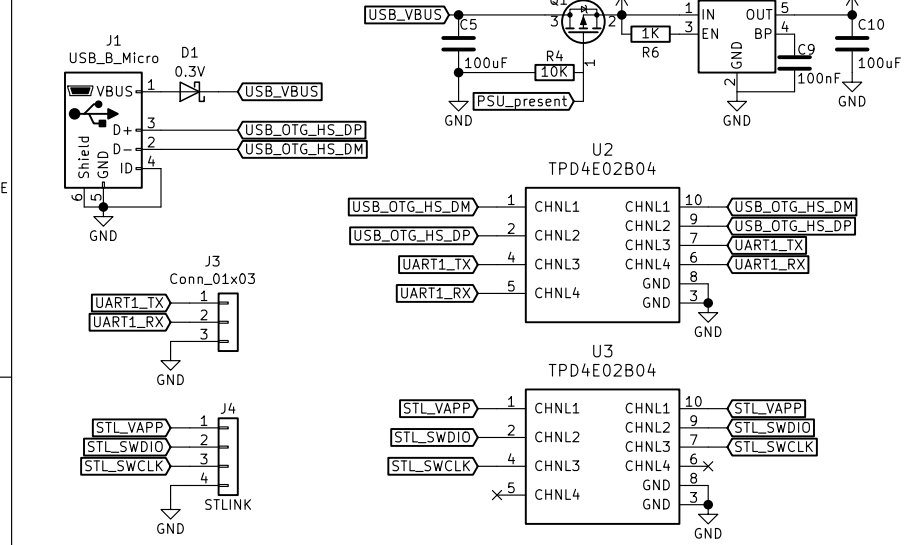 Q1
USB_VBUS
C5
3
2
1
IN
OUT
5
3
EN
BP
4
1K
R6
GND
2
C10
C9
100uF
R4
10K
1
100nF
100uF
PSU_present
GND
GND
GND
J1
USB_B_Micro
D1
0.3V
VBUS
1
USB_VBUS
D+
3
USB_OTG_HS_DP
D-
2
USB_OTG_HS_DM
ID
4
Shield
GND
6
5
GND
E
U2
TPD4E02B04
USB_OTG_HS_DM
1
CHNL1
CHNL1
10
USB_OTG_HS_DM
USB_OTG_HS_DP
2
CHNL2
CHNL2
9
USB_OTG_HS_DP
CHNL3
7
UART1_TX
UART1_TX
4
CHNL3
CHNL4
6
UART1_RX
GND
8
UART1_RX
5
CHNL4
GND
3
GND
J3
Conn_01x03
UART1_TX
1
UART1_RX
2
3
GND
U3
TPD4E02B04
STL_VAPP
1
CHNL1
CHNL1
10
STL_VAPP
STL_SWDIO
2
CHNL2
CHNL2
9
STL_SWDIO
CHNL3
7
STL_SWCLK
STL_SWCLK
4
CHNL3
CHNL4
6
GND
8
5
CHNL4
GND
3
GND
J4
STL_VAPP
1
STL_SWDIO
2
STL_SWCLK
3
4
STLINK
GND